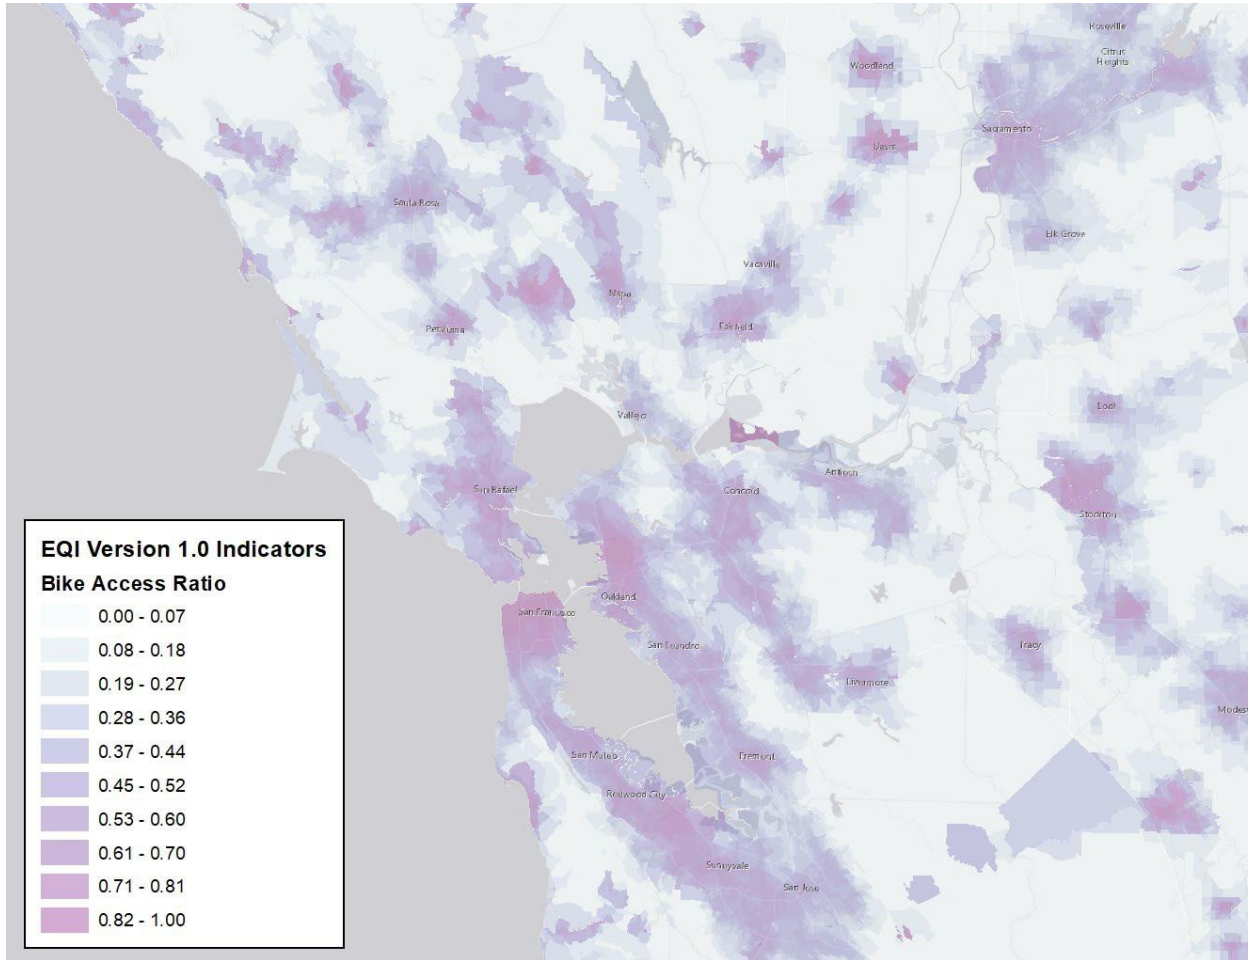 Roseville
Citrus
Heights
Woodland
Sacramento
Davis
Santa Rosa
Elk Grove
Vacaville
Napa
Petaluma
Fairfield
Vallejo
Lodi
Antioch
San Rafael
Concord
Stockton
Oakland
San Francisco
San Leandro
Tracy
Livermore
Modest
San Mateo
Fremont
Redwood City
Sunnyvale
San Jose
EQI Version 1.0 Indicators
Bike Access Ratio
0.00 - 0.07
0.08 - 0.18
0.19 - 0.27
0.28 - 0.36
0.37 - 0.44
0.45 - 0.52
0.53 - 0.60
0.61 - 0.70
0.71 - 0.81
0.82 - 1.00